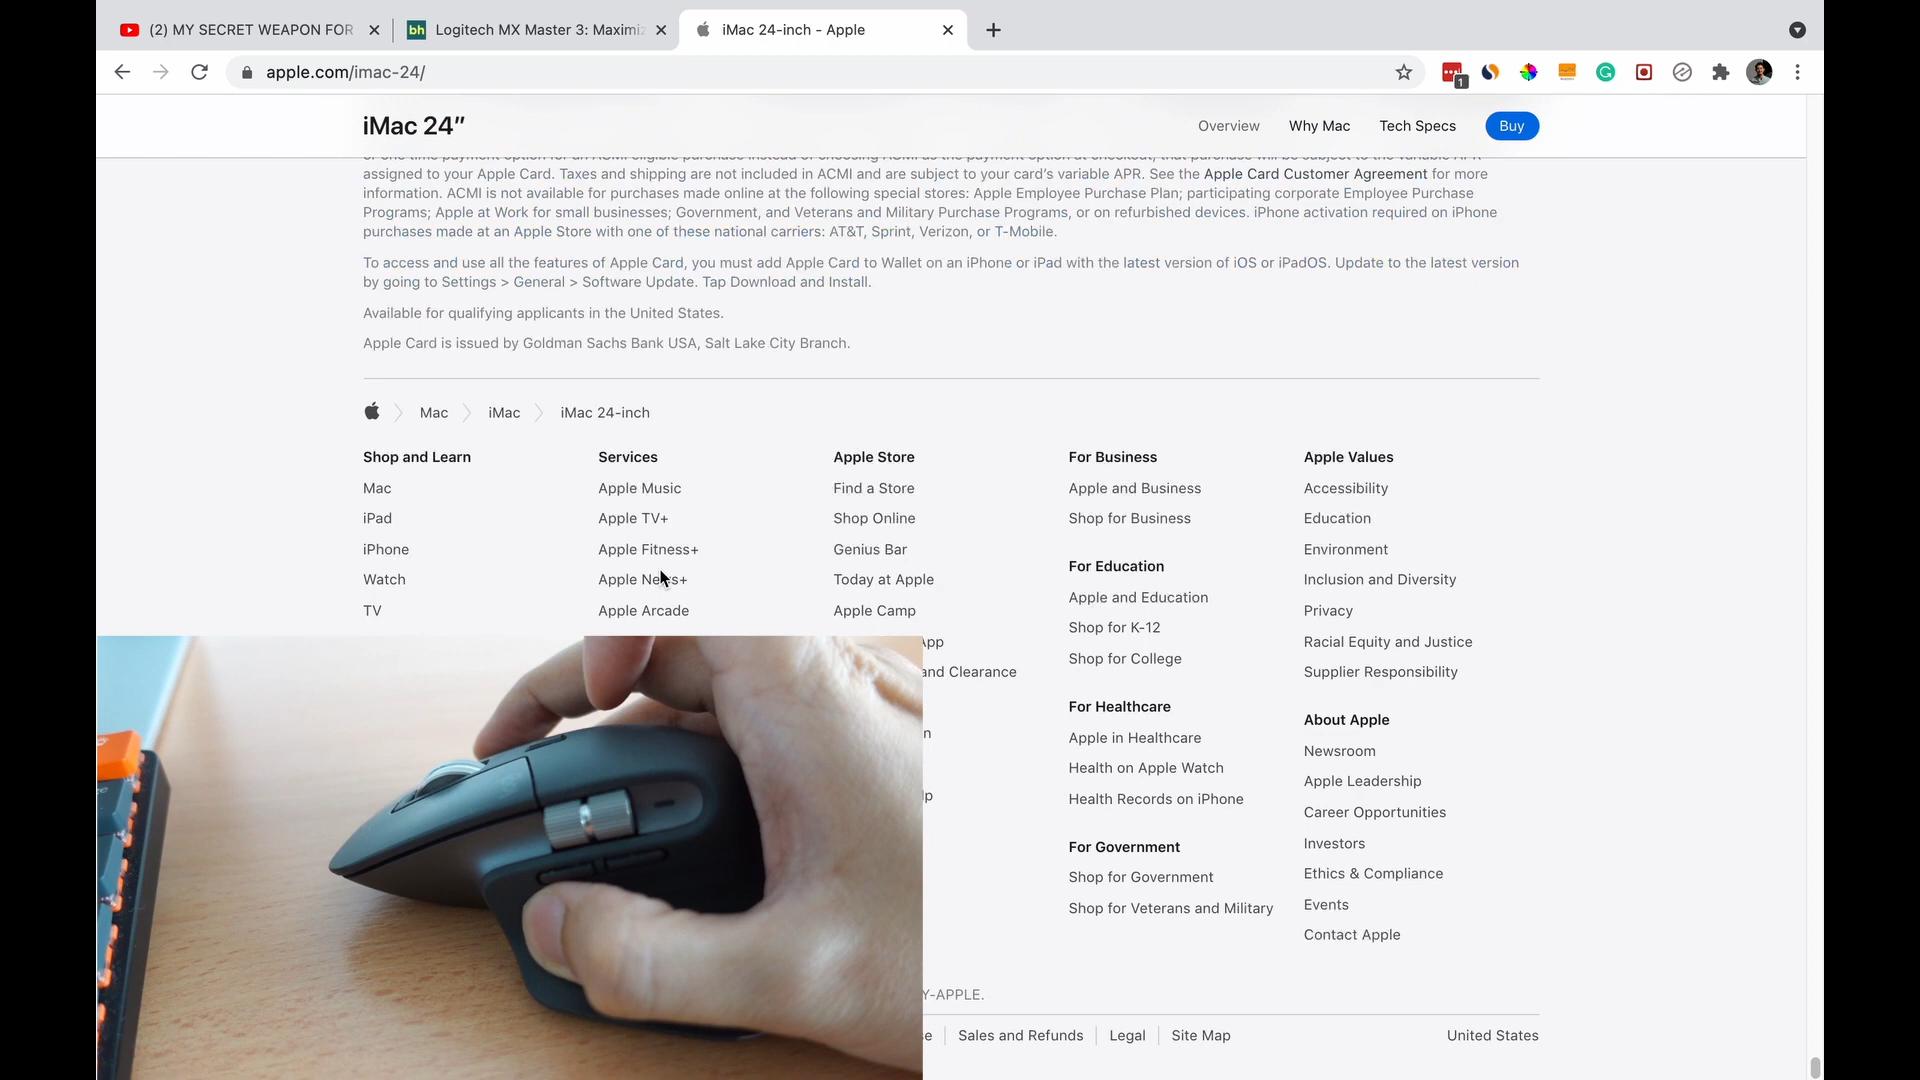 (2) MY SECRET WEAPON FOR
Logitech MX Master 3: Maximi
iMac 24-inch - Apple
apple.com/imac-24/
1
iMac 24″
Overview
Why Mac
Tech Specs
Buy
assigned to your Apple Card. Taxes and shipping are not included in ACMI and are subject to your card's variable APR. See the Apple Card Customer Agreement for more
information. ACMI is not available for purchases made online at the following special stores: Apple Employee Purchase Plan; participating corporate Employee Purchase
Programs; Apple at Work for small businesses; Government, and Veterans and Military Purchase Programs, or on refurbished devices. iPhone activation required on iPhone
purchases made at an Apple Store with one of these national carriers: AT&T, Sprint, Verizon, or T-Mobile.
To access and use all the features of Apple Card, you must add Apple Card to Wallet on an iPhone or iPad with the latest version of iOS or iPadOS. Update to the latest version
by going to Settings > General > Software Update. Tap Download and Install.
Available for qualifying applicants in the United States.
Apple Card is issued by Goldman Sachs Bank USA, Salt Lake City Branch.
Mac
iMac
iMac 24-inch
Shop and Learn
Mac
iPad
iPhone
Watch
TV
Services
Apple Music
Apple TV+
Apple Fitness+
Apple News+
Apple Arcade
Apple Store
Find a Store
Shop Online
Genius Bar
Today at Apple
Apple Camp
App
and Clearance
n
lp
For Business
Apple and Business
Shop for Business
For Education
Apple and Education
Shop for K-12
Shop for College
For Healthcare
Apple in Healthcare
Health on Apple Watch
Health Records on iPhone
For Government
Shop for Government
Shop for Veterans and Military
Apple Values
Accessibility
Education
Environment
Inclusion and Diversity
Privacy
Racial Equity and Justice
Supplier Responsibility
About Apple
Newsroom
Apple Leadership
Career Opportunities
Investors
Ethics & Compliance
Events
Contact Apple
Y-APPLE.
se
Sales and Refunds
Legal
Site Map
United States